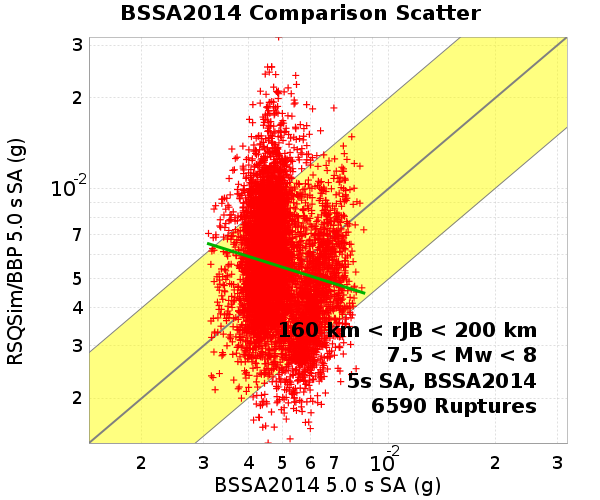 BSSA2014 Comparison Scatter
RSQSim/BBP 5.0 s SA (g)
3
2
10-2
7
5
4
3
2
160 km < rJB < 200 km
7.5 < Mw < 8
5s SA, BSSA2014
6590 Ruptures
2 3 4 5 6 7 10-2 2 3
BSSA2014 5.0 s SA (g)